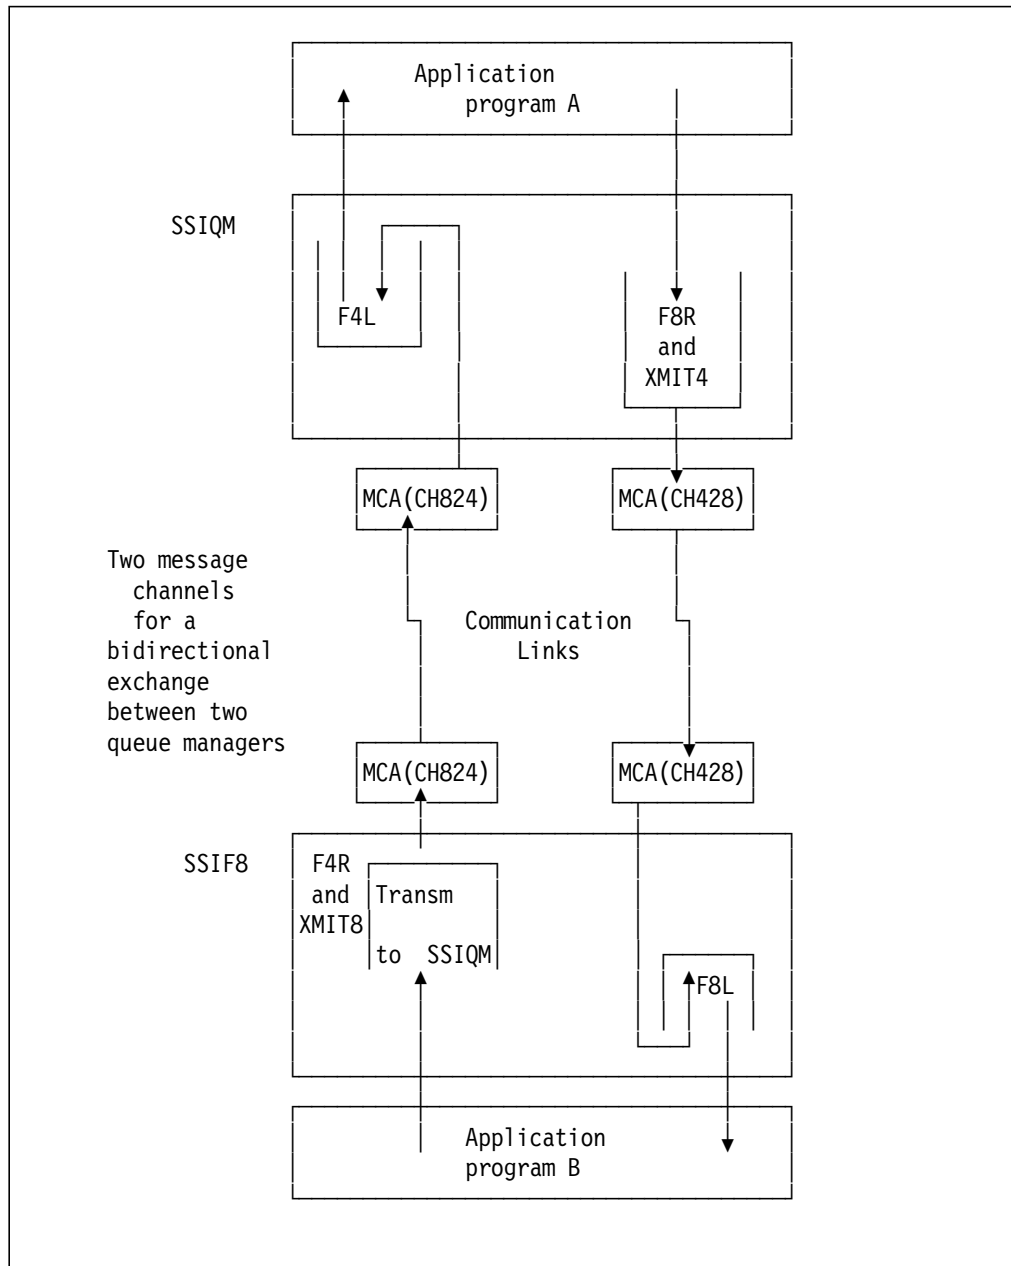 Application
program A
SSIQM
F4L
F8R
and
XMIT4
MCA(CH824)
MCA(CH428)
Two message
channels
for a
bidirectional
exchange
between two
queue managers
Communication
Links
MCA(CH824)
MCA(CH428)
SSIF8
F4R
and
XMIT8
Transm
to SSIQM
F8L
Application
program B